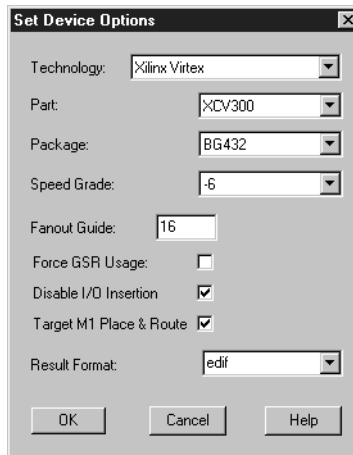 Set Device Options
Technology: Xilinx Virtex
Part: XCV300
Package: BG432
Speed Grade: -6
Fanout Guide: 16
Force GSR Usage:
Disable I/O Insertion
Target M1 Place & Route
Result Format: edif
OK Cancel Help